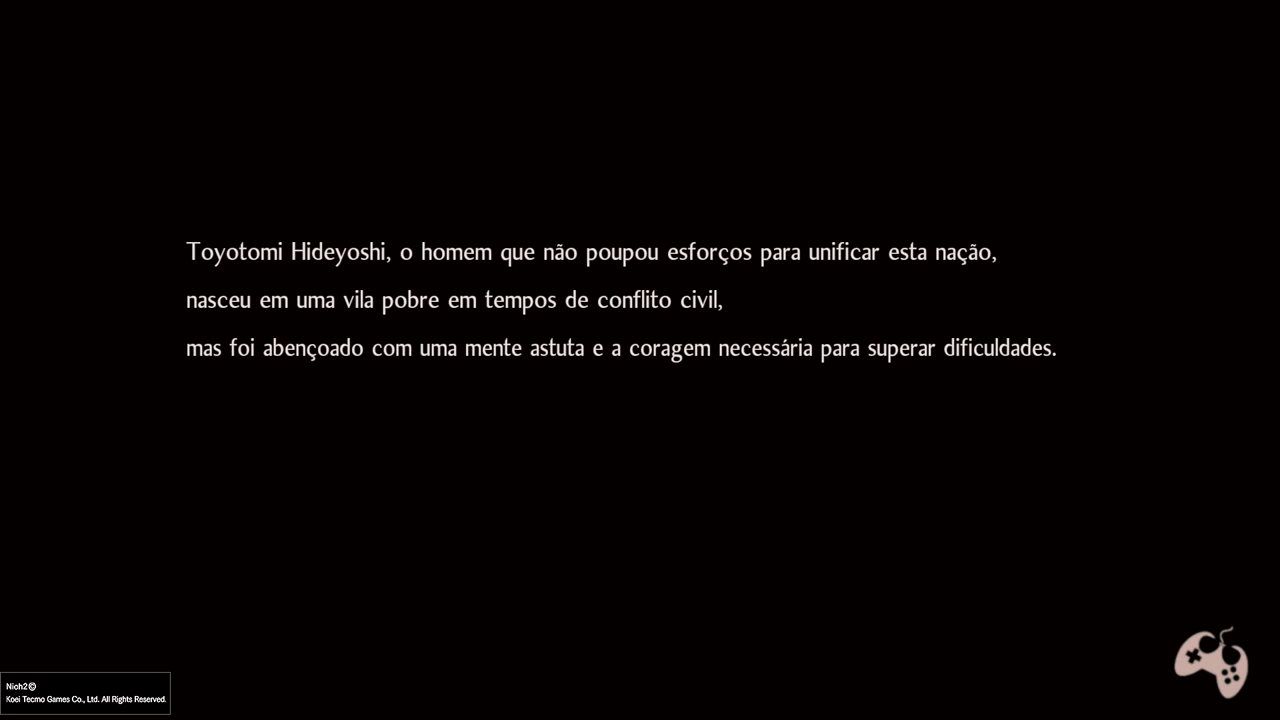 Toyotomi Hideyoshi, o homem que não poupou esforços para unificar esta nação,
nasceu em uma vila pobre em tempos de conflito civil,
mas foi abençoado com uma mente astuta e a coragem necessária para superar dificuldades.
Nioh2©
Koei Tecmo Games Co., Ltd. All Rights Reserved.